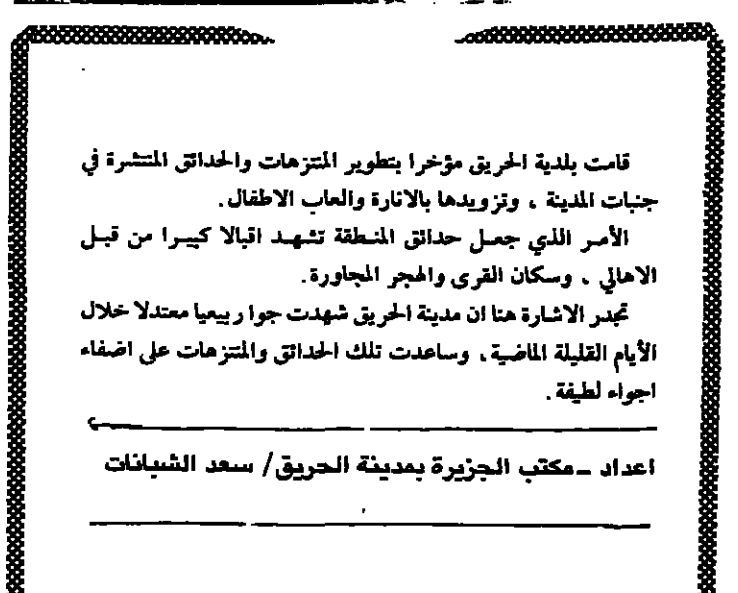 قامت بلدية الحريق مؤخرا بتطوير المتنزهات والحدائق المنتشرة في
جنبات المدينة ، وتزويدها بالانارة والعاب الاطفال .
الأمر الذي جعل حدائق المنطقة تشهد اقبالا كبيرا من قبل
الاهالي ، وسكان القرى والهجر المجاورة .
تجدر الاشارة هنا ان مدينة الحريق شهدت جوا ربيعيا معتدلا خلال
الأيام القليلة الماضية ، وساعدت تلك الحدائق والمتنزهات على اضفاء
اجواء لطيفة .
اعداد ــ مكتب الجزيرة بمدينة الحريق / سعد الشبانات